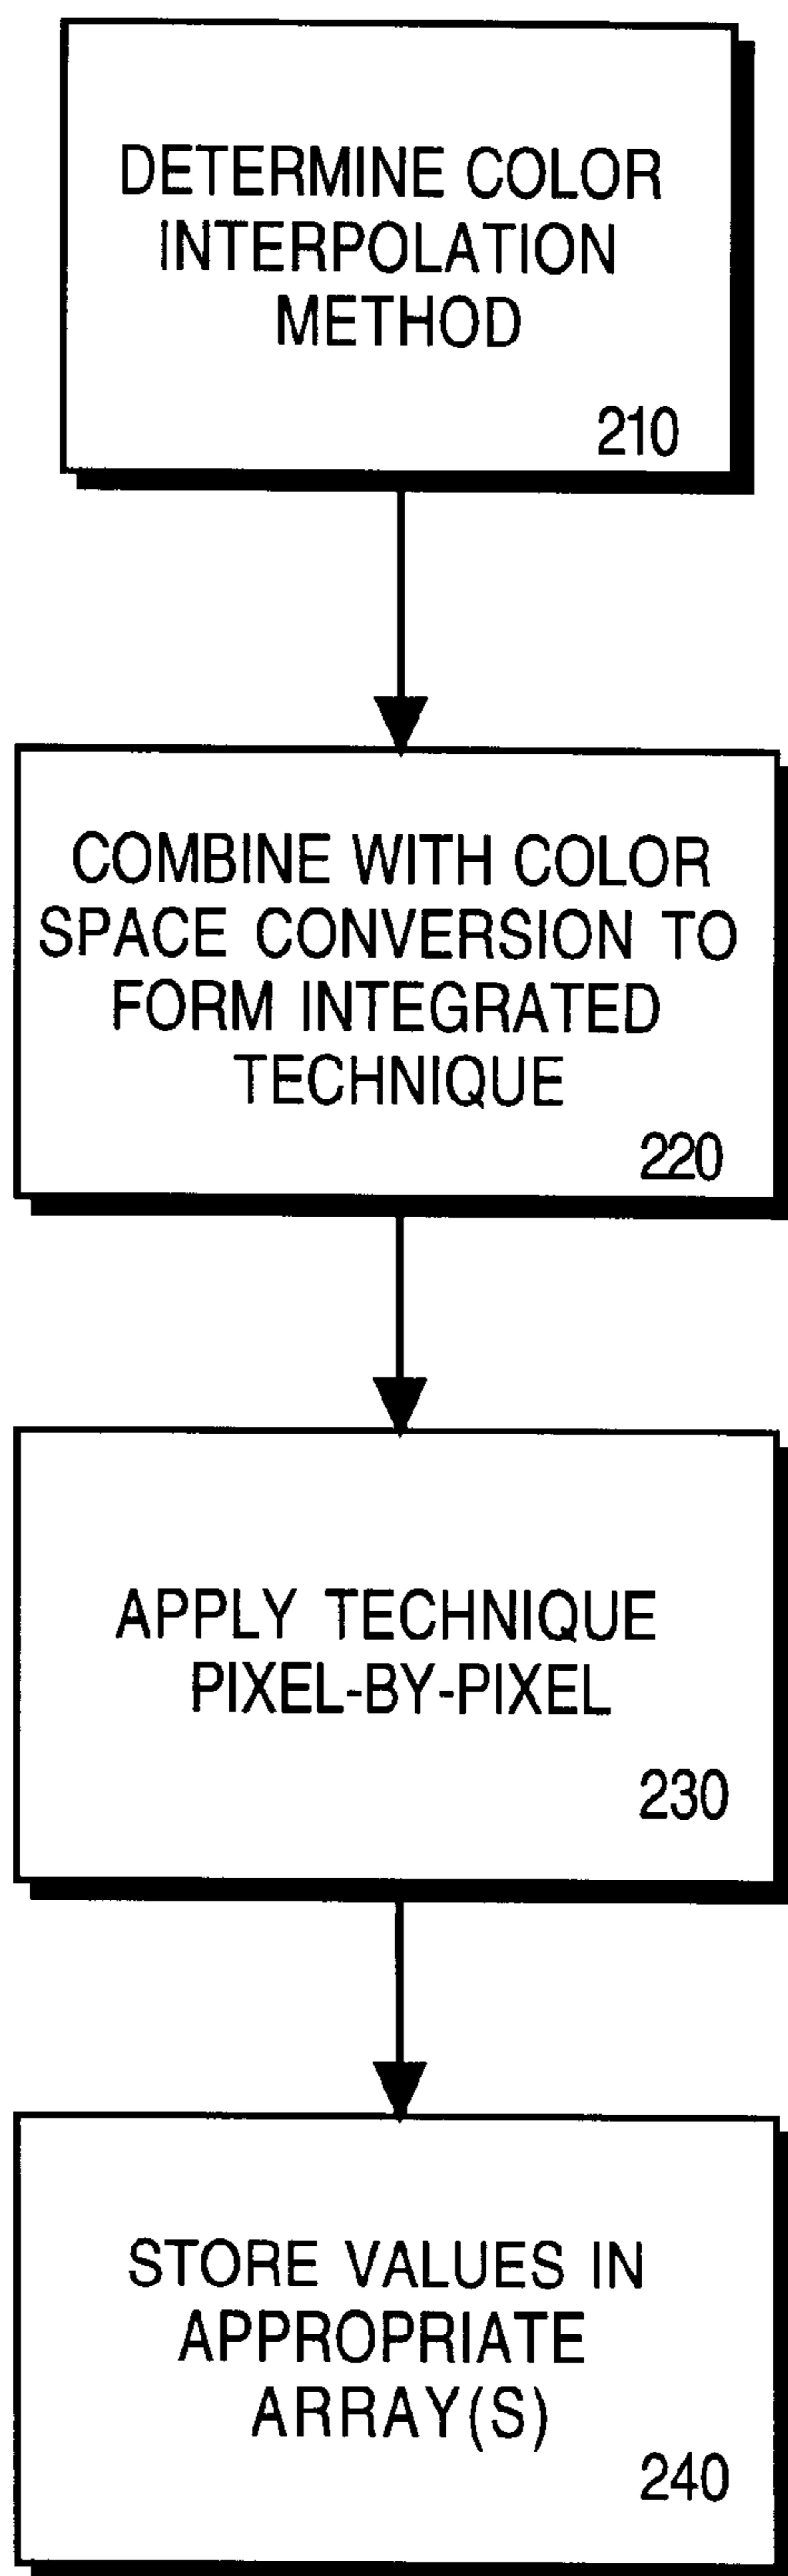 DETERMINE COLOR
INTERPOLATION
METHOD
210
COMBINE WITH COLOR
SPACE CONVERSION TO
FORM INTEGRATED
TECHNIQUE
220
APPLY TECHNIQUE
PIXEL-BY-PIXEL
230
STORE VALUES IN
APPROPRIATE
ARRAY(S)
240